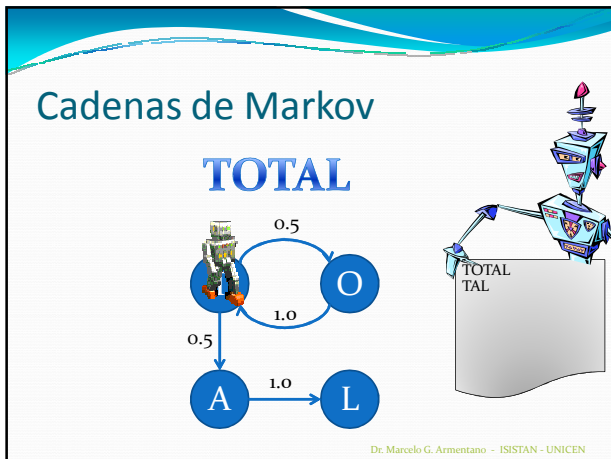 Cadenas de Markov
TOTAL
0.5
O
1.0
0.5
A
1.0
L
TOTAL
TAL
Dr. Marcelo G. Armentano - ISISTAN - UNICEN